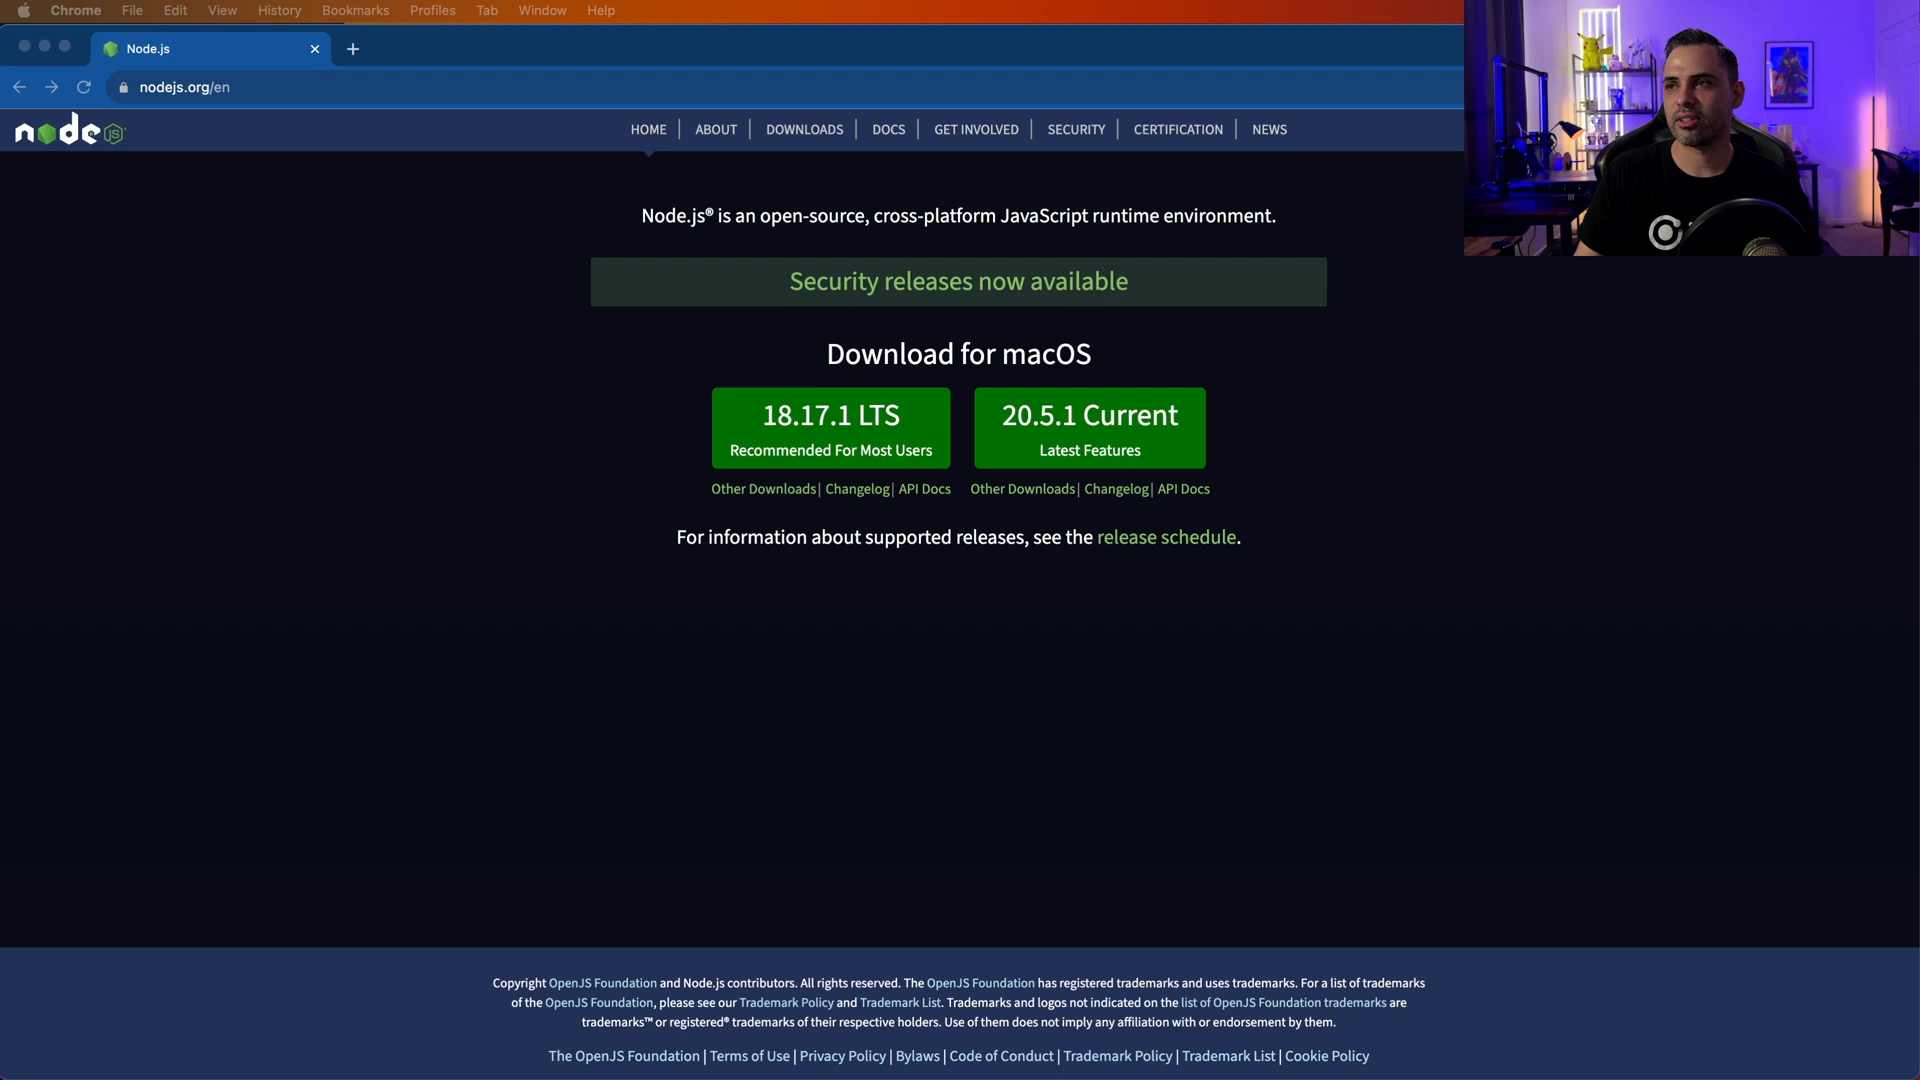 Chrome File Edit View History Bookmarks Profiles Tab Window Help
Node.js
nodejs.org/en
node JS
HOME | ABOUT | DOWNLOADS | DOCS | GET INVOLVED | SECURITY | CERTIFICATION | NEWS
Node.js® is an open-source, cross-platform JavaScript runtime environment.
Security releases now available
Download for macOS
18.17.1 LTS
Recommended For Most Users
20.5.1 Current
Latest Features
Other Downloads | Changelog | API Docs
Other Downloads | Changelog | API Docs
For information about supported releases, see the release schedule.
Copyright OpenJS Foundation and Node.js contributors. All rights reserved. The OpenJS Foundation has registered trademarks and uses trademarks. For a list of trademarks
of the OpenJS Foundation, please see our Trademark Policy and Trademark List. Trademarks and logos not indicated on the list of OpenJS Foundation trademarks are
trademarks™ or registered® trademarks of their respective holders. Use of them does not imply any affiliation with or endorsement by them.
The OpenJS Foundation | Terms of Use | Privacy Policy | Bylaws | Code of Conduct | Trademark Policy | Trademark List | Cookie Policy